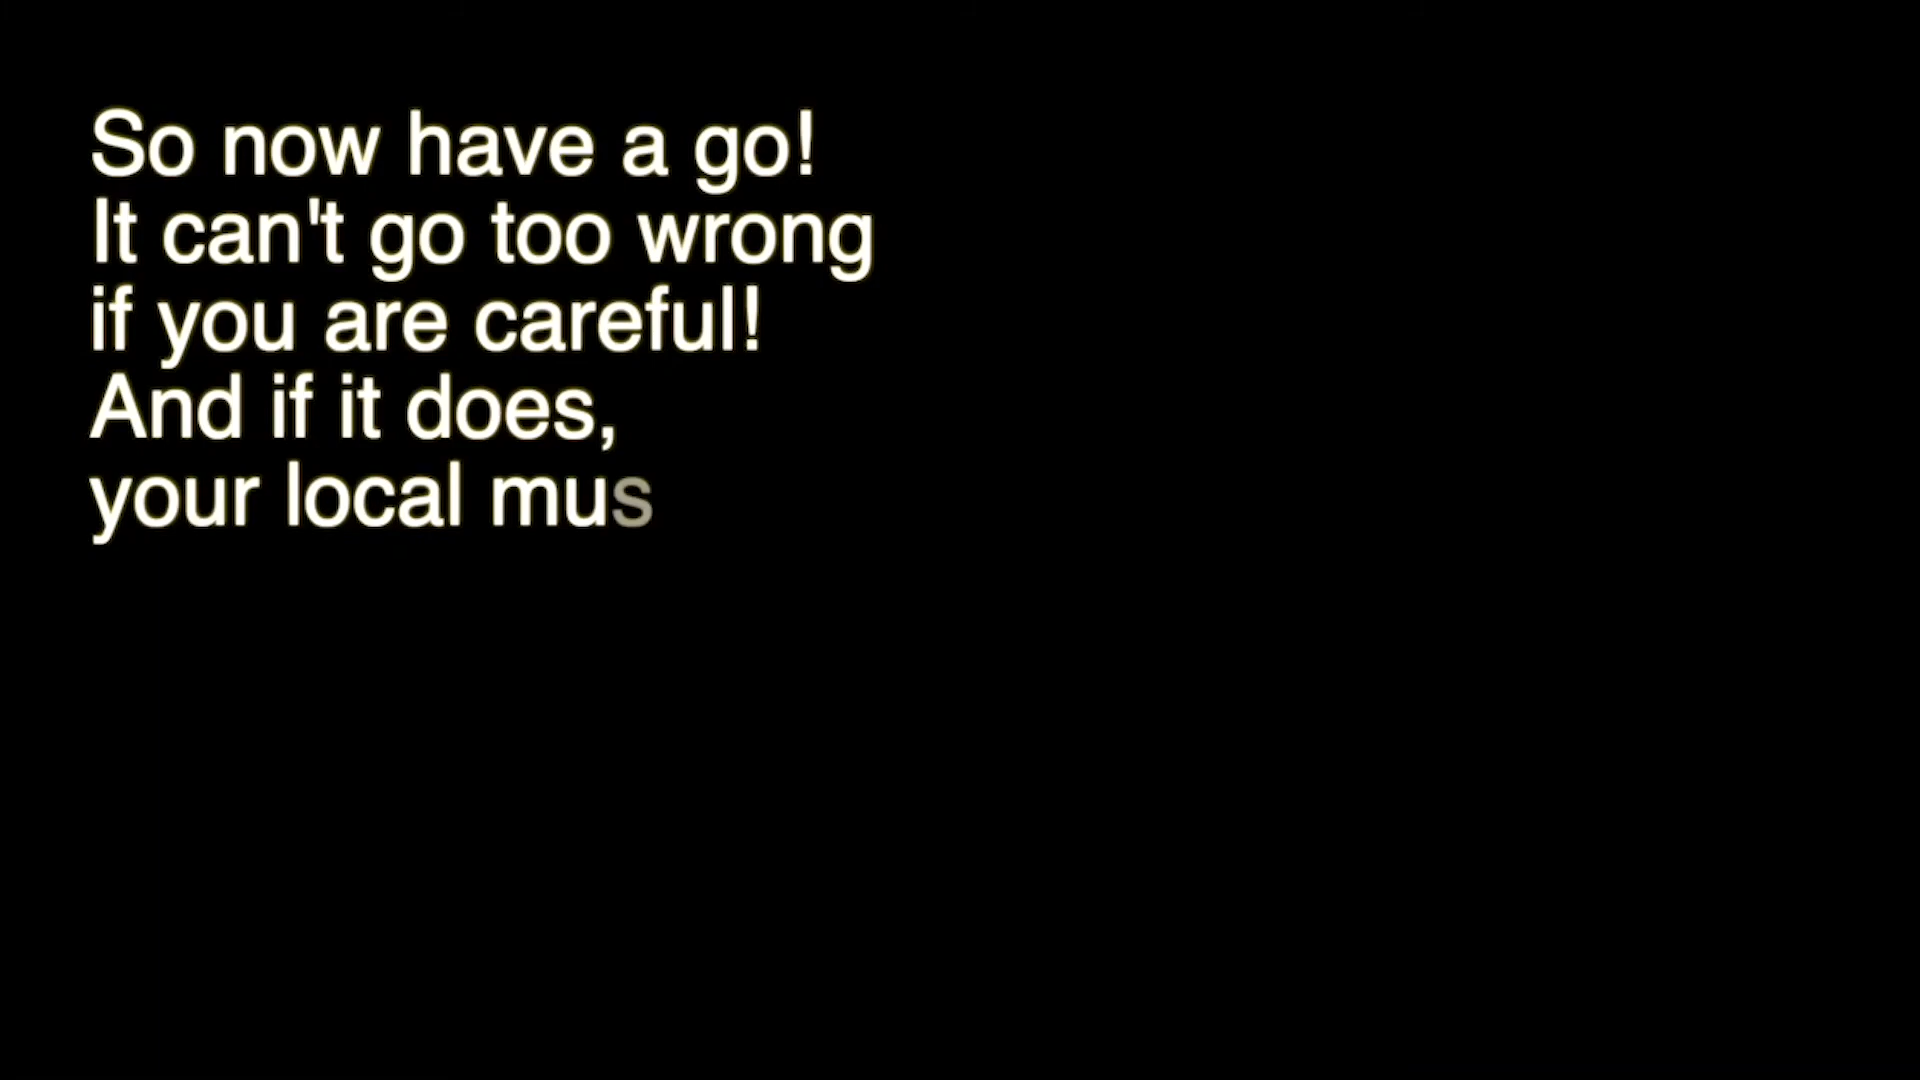 So now have a go!
It can't go too wrong
if you are careful!
And if it does,
your local mus